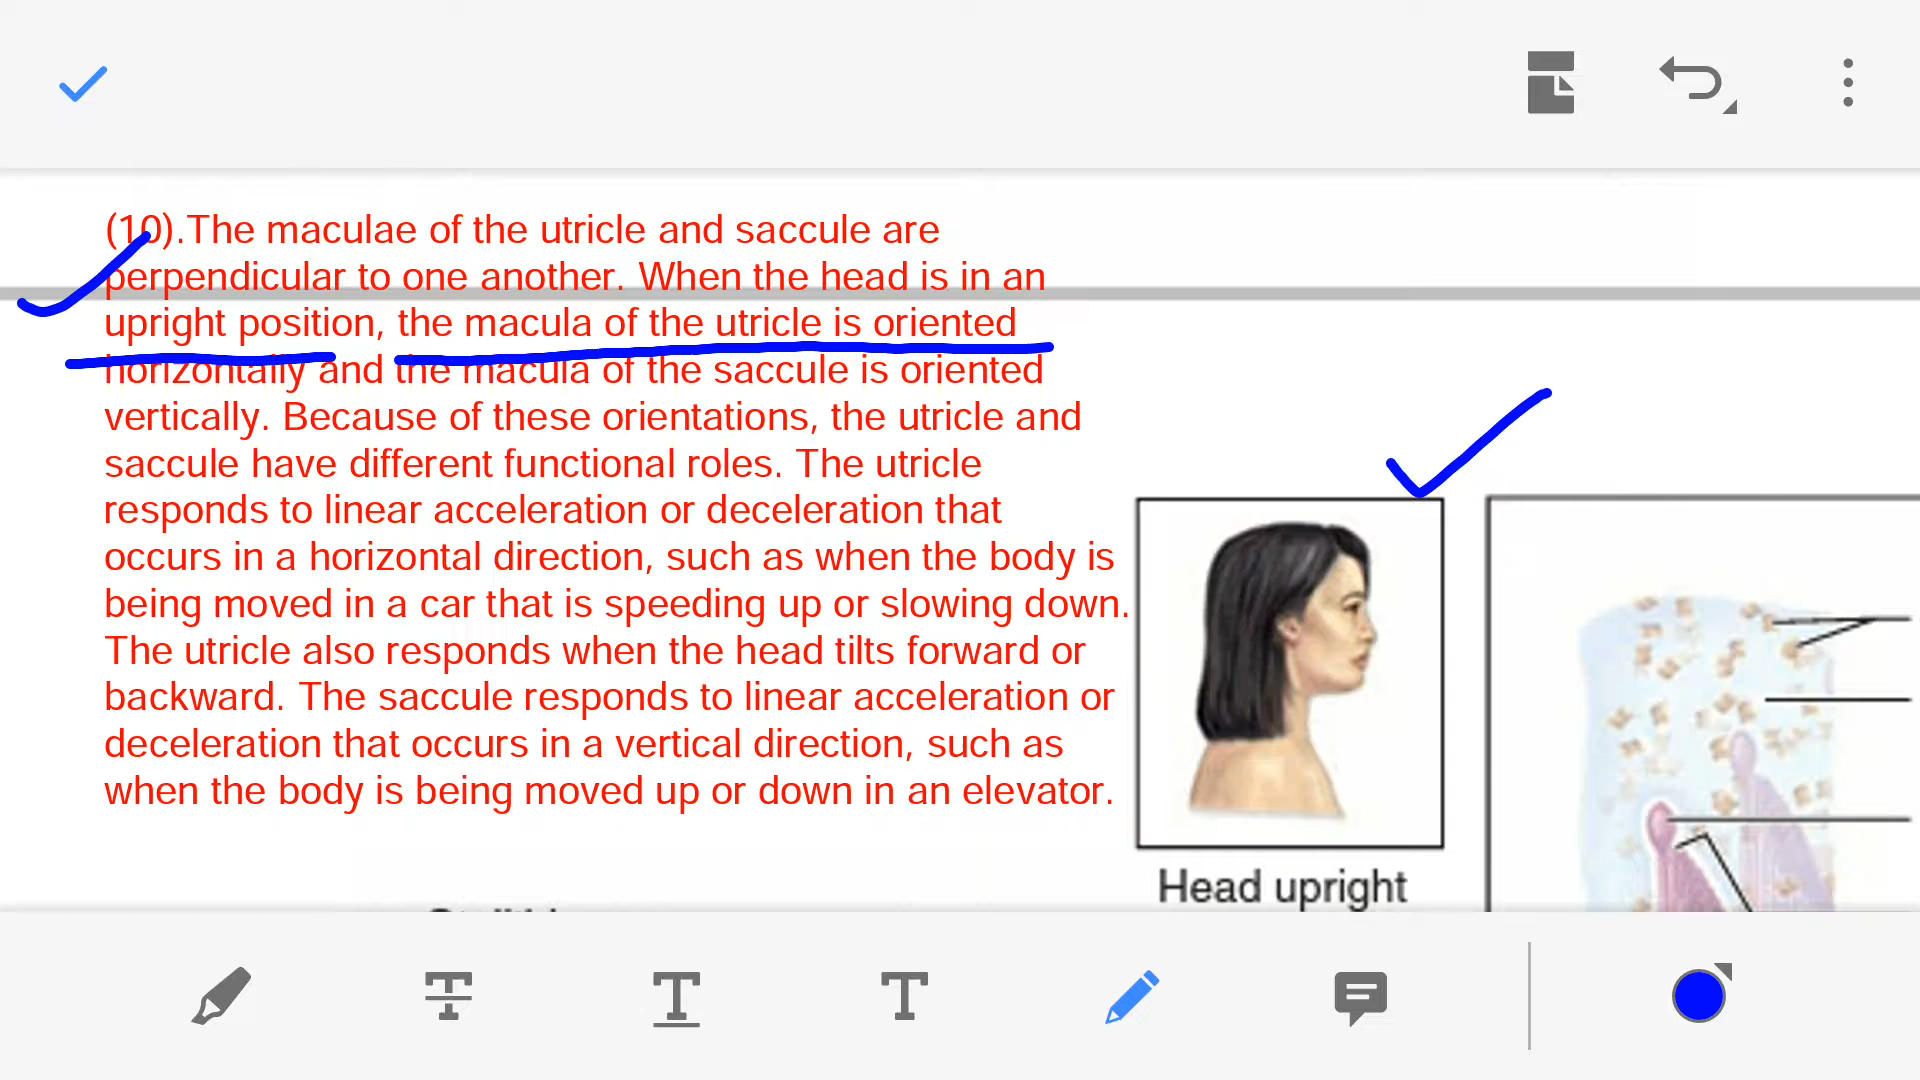 (10).The maculae of the utricle and saccule are
perpendicular to one another. When the head is in an
upright position, the macula of the utricle is oriented
horizontally and the macula of the saccule is oriented
vertically. Because of these orientations, the utricle and
saccule have different functional roles. The utricle
responds to linear acceleration or deceleration that
occurs in a horizontal direction, such as when the body is
being moved in a car that is speeding up or slowing down.
The utricle also responds when the head tilts forward or
backward. The saccule responds to linear acceleration or
deceleration that occurs in a vertical direction, such as
when the body is being moved up or down in an elevator.
Head upright